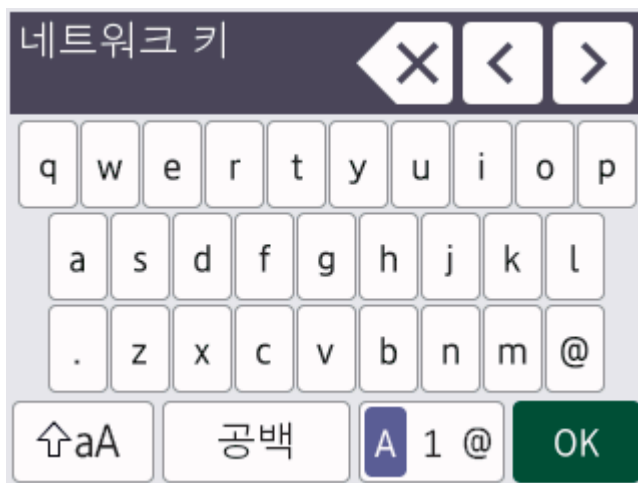 네트워크 키
q w e r t y u i o p
a s d f g h j k l
. z x c v b n m @
aA 공백 A 1 @ OK